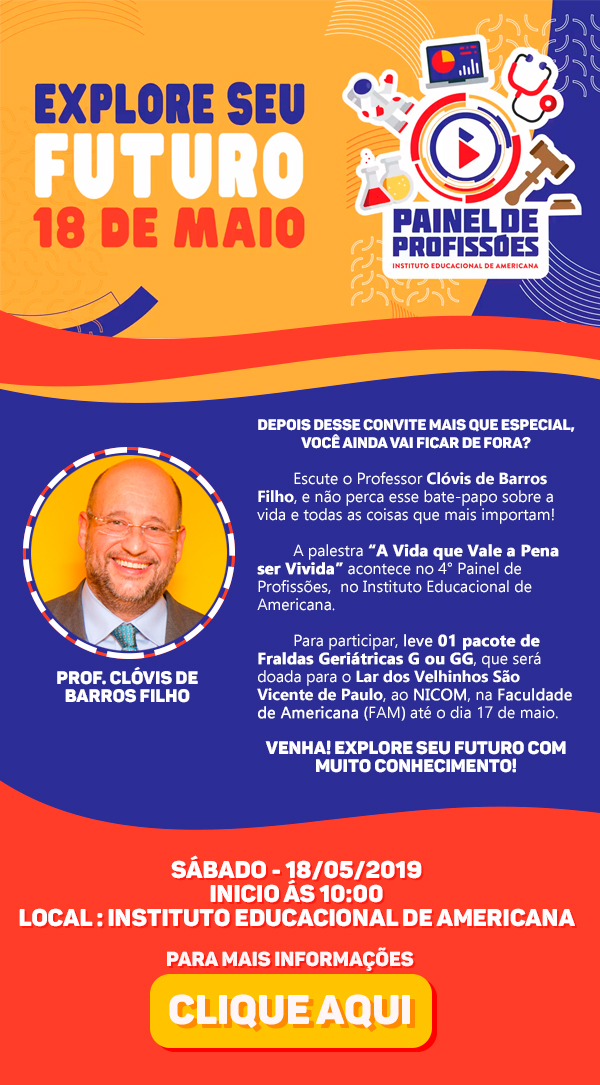 EXPLORE SEU
FUTURO
18 DE MAIO
PAINEL DE
PROFISSÕES
INSTITUTO EDUCACIONAL DE AMERICANA
DEPOIS DESSE CONVITE MAIS QUE ESPECIAL,
VOCÊ AINDA VAI FICAR DE FORA?
Escute o Professor Clóvis de Barros
Filho, e não perca esse bate-papo sobre a
vida e todas as coisas que mais importam!
A palestra “A Vida que Vale a Pena
ser Vivida” acontece no 4° Painel de
Profissões, no Instituto Educacional de
Americana.
Para participar, leve 01 pacote de
Fraldas Geriátricas G ou GG, que será
doada para o Lar dos Velhinhos São
Vicente de Paulo, ao NICOM, na Faculdade
de Americana (FAM) até o dia 17 de maio.
PROF. CLÓVIS DE
BARROS FILHO
VENHA! EXPLORE SEU FUTURO COM
MUITO CONHECIMENTO!
SÁBADO - 18/05/2019
INICIO ÁS 10:00
LOCAL : INSTITUTO EDUCACIONAL DE AMERICANA
PARA MAIS INFORMAÇÕES
CLIQUE AQUI